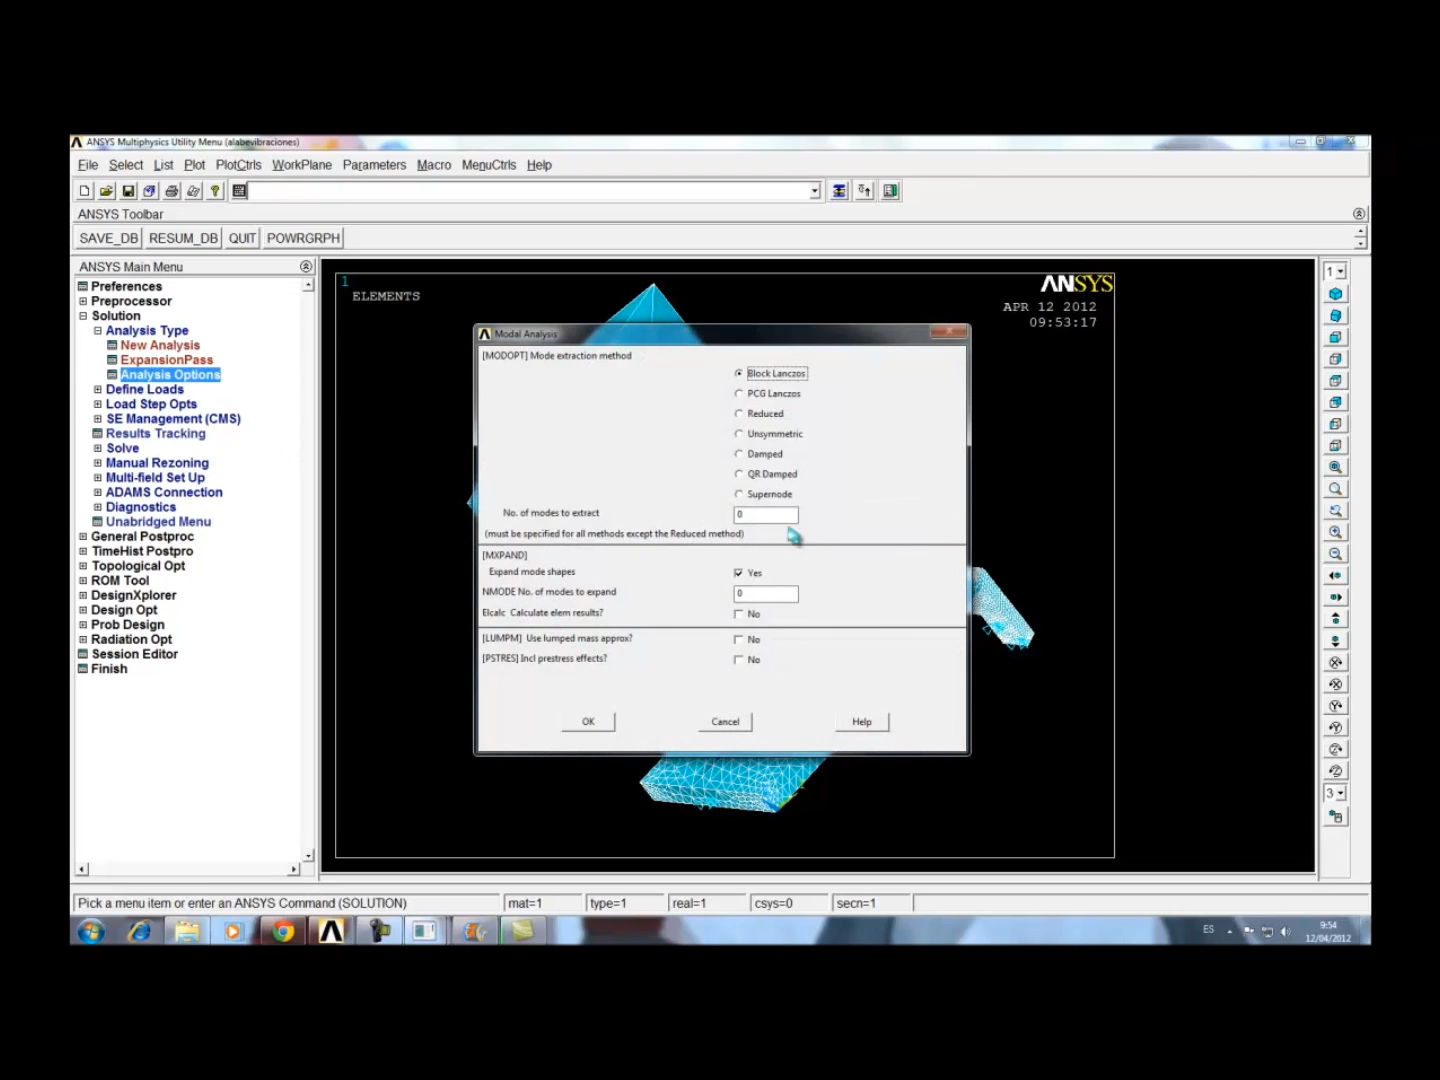 ANSYS Multiphysics Utility Menu (alabevibraciones)
File Select List Plot PlotCtrls WorkPlane Parameters Macro MenuCtrls Help
ANSYS Toolbar
SAVE_DB RESUM_DB QUIT POWRGRPH
ANSYS Main Menu
Preferences
Preprocessor
Solution
Analysis Type
New Analysis
ExpansionPass
Analysis Options
Define Loads
Load Step Opts
SE Management (CMS)
Results Tracking
Solve
Manual Rezoning
Multi-field Set Up
ADAMS Connection
Diagnostics
Unabridged Menu
General Postproc
TimeHist Postpro
Topological Opt
ROM Tool
DesignXplorer
Design Opt
Prob Design
Radiation Opt
Session Editor
Finish
1
ELEMENTS
ANSYS
APR 12 2012
09:53:17
Modal Analysis
[MODOPT] Mode extraction method
Block Lanczos
PCG Lanczos
Reduced
Unsymmetric
Damped
QR Damped
Supernode
No. of modes to extract 0
(must be specified for all methods except the Reduced method)
[MXPAND]
Expand mode shapes Yes
NMODE No. of modes to expand 0
Elcalc Calculate elem results? No
[LUMPM] Use lumped mass approx? No
[PSTRES] Incl prestress effects? No
OK Cancel Help
1
3
Pick a menu item or enter an ANSYS Command (SOLUTION) mat=1 type=1 real=1 csys=0 secn=1
ES 9:54
12/04/2012